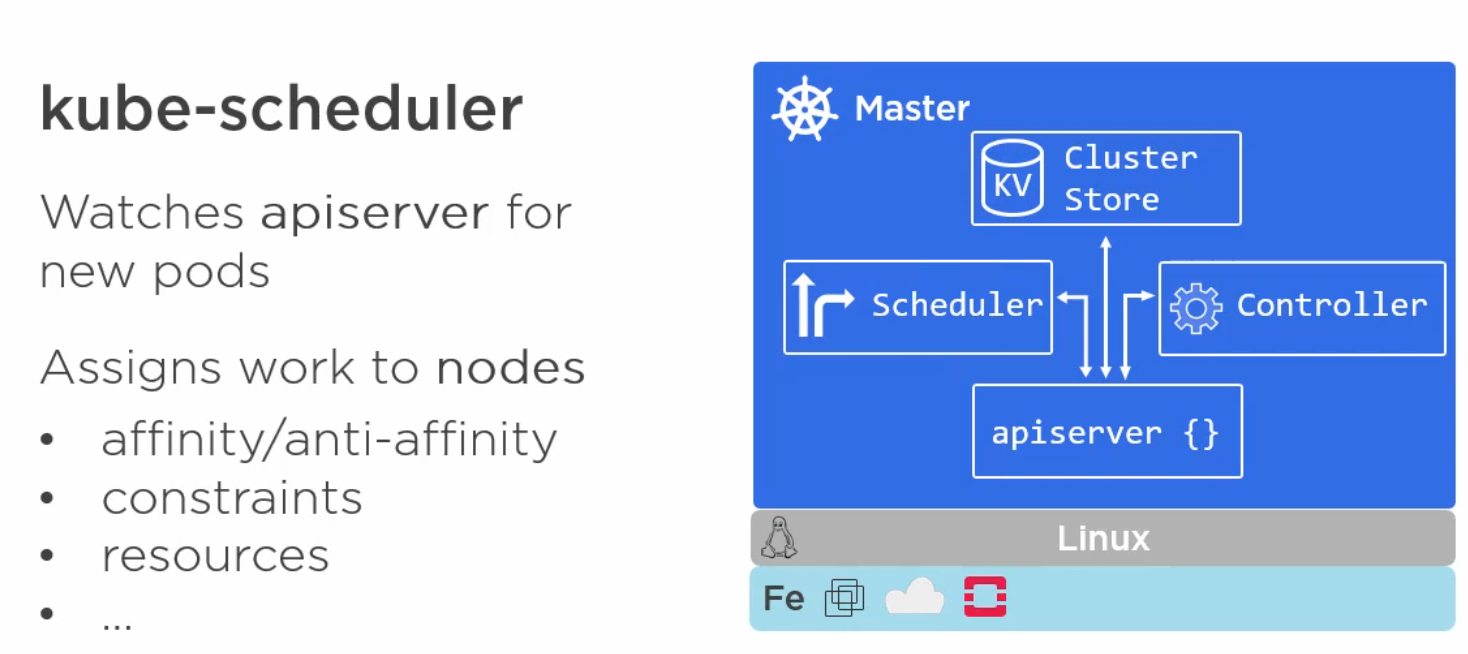 kube-scheduler
Watches apiserver for
new pods
Assigns work to nodes
• affinity/anti-affinity
• constraints
• resources
• ...
Master
KV
Cluster
Store
Scheduler
Controller
apiserver {}
Linux
Fe